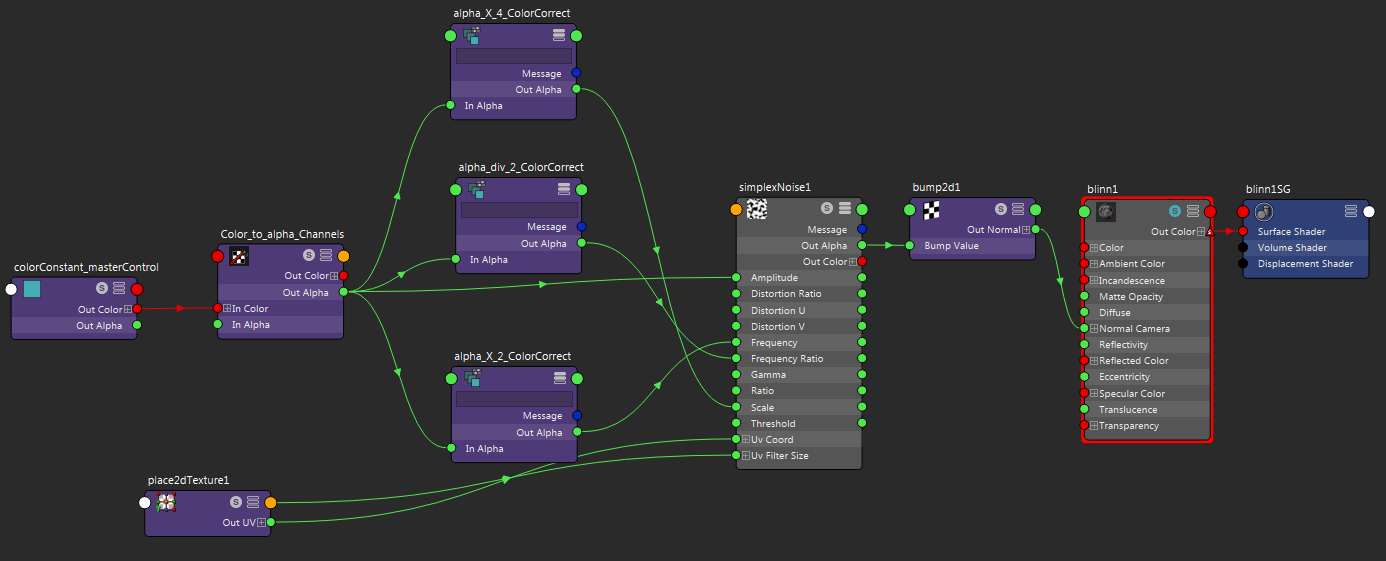 alpha_X_4_ColorCorrect
Message
Out Alpha
In Alpha
alpha_div_2_ColorCorrect
Message
Out Alpha
In Alpha
Color_to_alpha_Channels
S
Out Color
Out Alpha
In Color
In Alpha
colorConstant_masterControl
S
Out Color
Out Alpha
alpha_X_2_ColorCorrect
Message
Out Alpha
In Alpha
place2dTexture1
S
Out UV
simplexNoise1
S
Message
Out Alpha
Out Color
Amplitude
Distortion Ratio
Distortion U
Distortion V
Frequency
Frequency Ratio
Gamma
Ratio
Scale
Threshold
Uv Coord
Uv Filter Size
bump2d1
S
Out Normal
Bump Value
blinn1
S
Out Color
Color
Ambient Color
Incandescence
Matte Opacity
Diffuse
Normal Camera
Reflectivity
Reflected Color
Eccentricity
Specular Color
Translucence
Transparency
blinn1SG
Surface Shader
Volume Shader
Displacement Shader